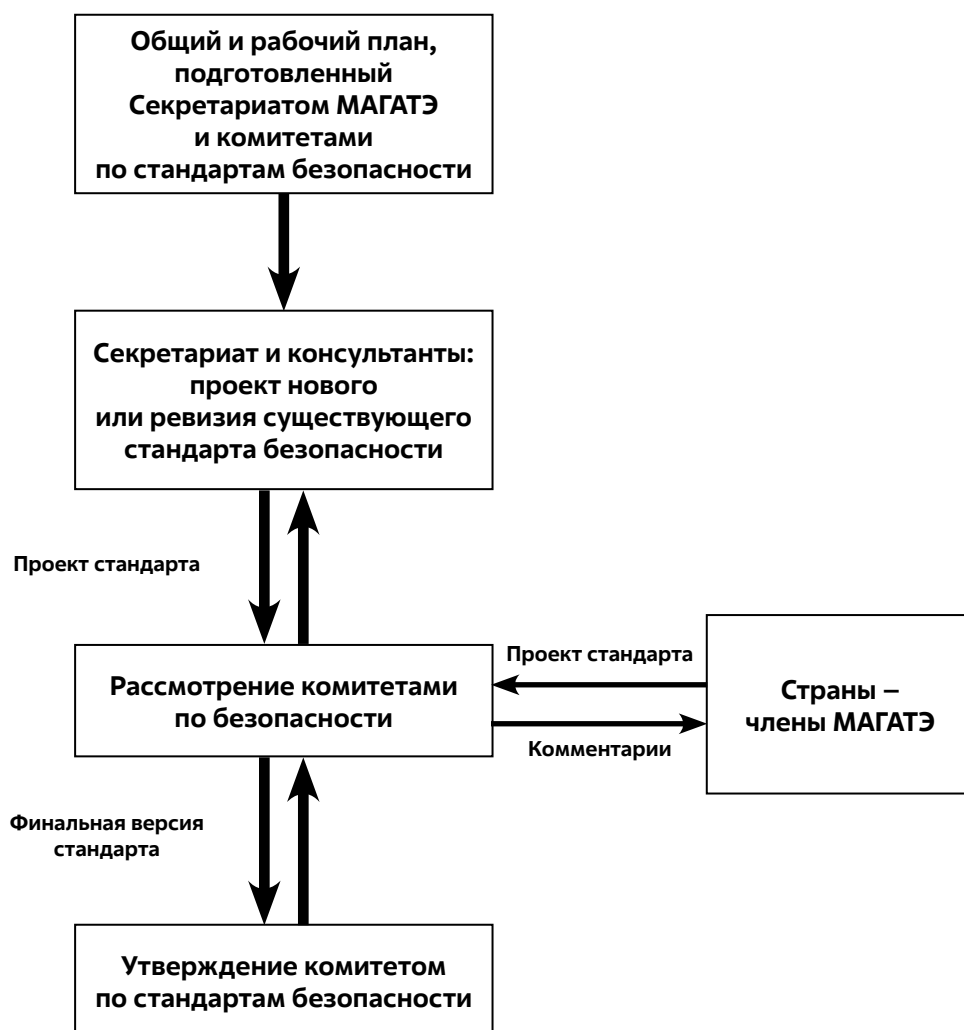 Общий и рабочий план,
подготовленный
Секретариатом МАГАТЭ
и комитетами
по стандартам безопасности
Секретариат и консультанты:
проект нового
или ревизия существующего
стандарта безопасности
Проект стандарта
Рассмотрение комитетами
по безопасности
Проект стандарта
Комментарии
Страны –
члены МАГАТЭ
Финальная версия
стандарта
Утверждение комитетом
по стандартам безопасности